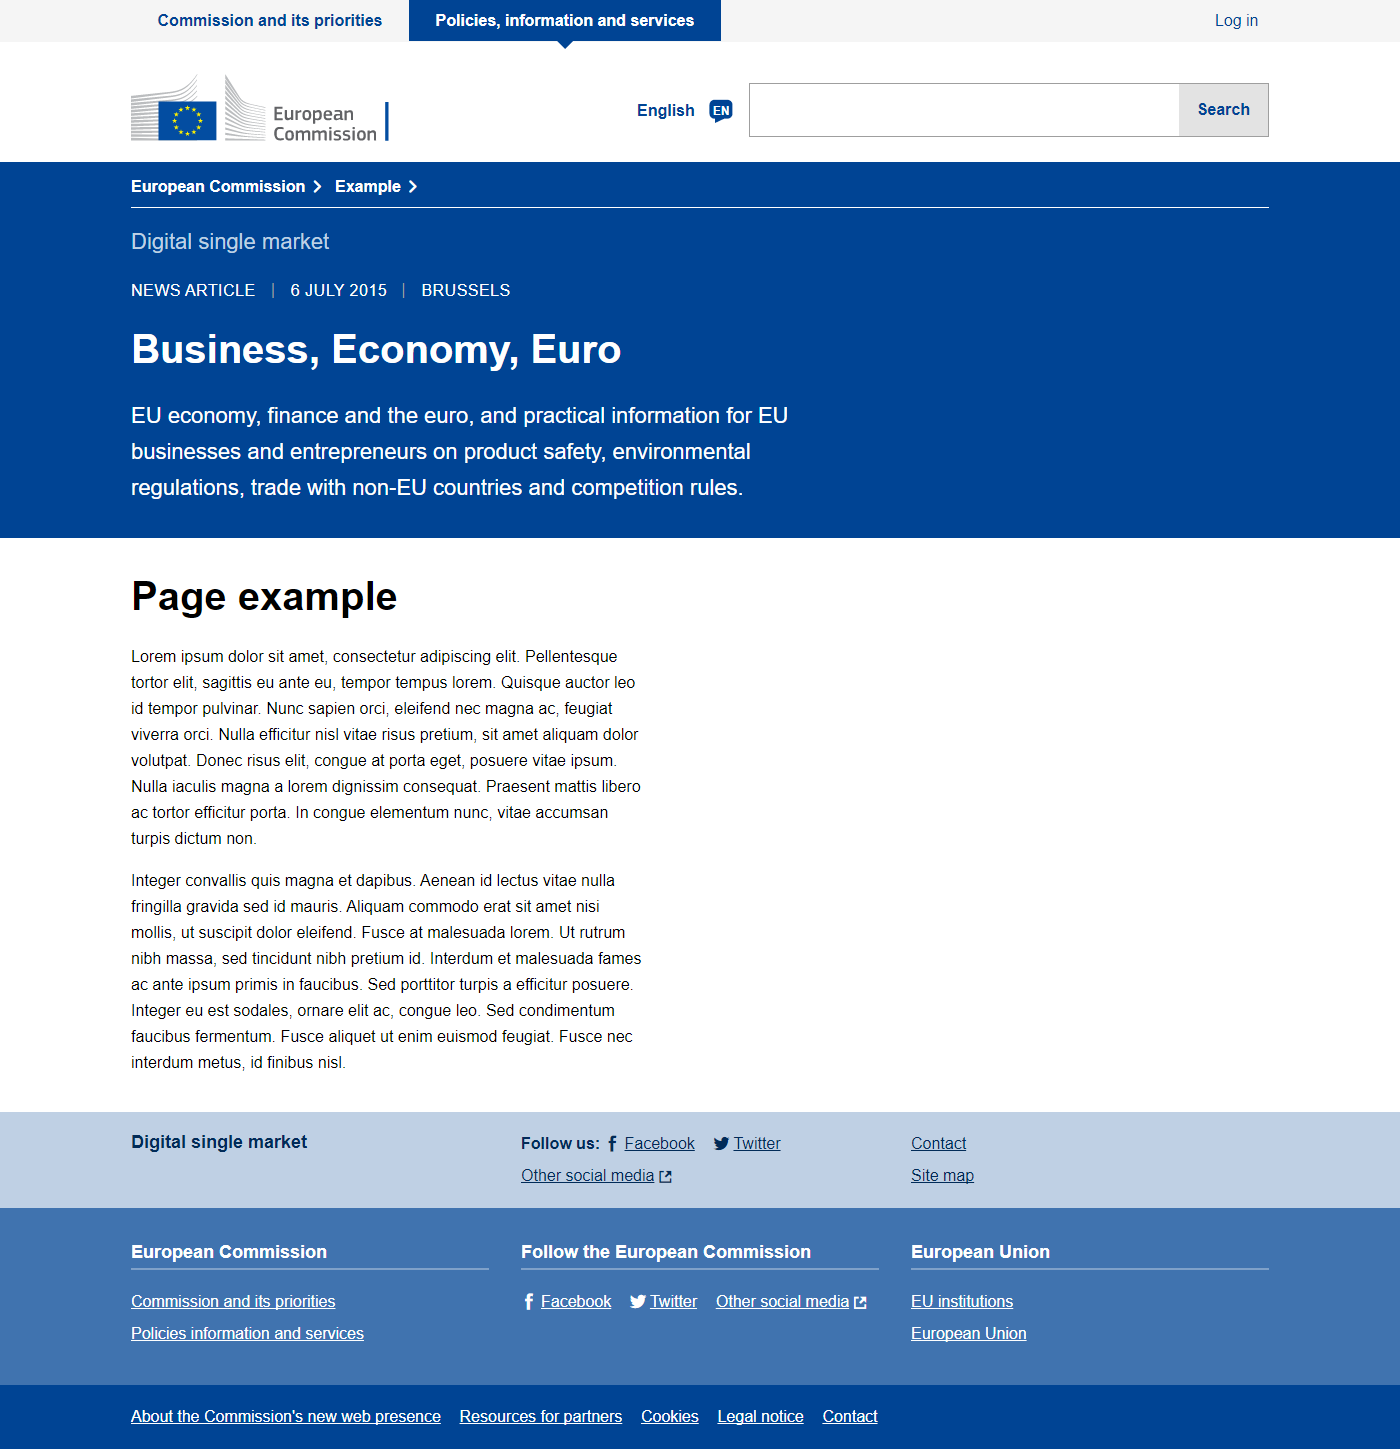 Commission and its priorities
Policies, information and services
Log in
European
Commission
English
EN
Search
European Commission
Example
Digital single market
NEWS ARTICLE | 6 JULY 2015 | BRUSSELS
Business, Economy, Euro
EU economy, finance and the euro, and practical information for EU
businesses and entrepreneurs on product safety, environmental
regulations, trade with non-EU countries and competition rules.
Page example
Lorem ipsum dolor sit amet, consectetur adipiscing elit. Pellentesque
tortor elit, sagittis eu ante eu, tempor tempus lorem. Quisque auctor leo
id tempor pulvinar. Nunc sapien orci, eleifend nec magna ac, feugiat
viverra orci. Nulla efficitur nisl vitae risus pretium, sit amet aliquam dolor
volutpat. Donec risus elit, congue at porta eget, posuere vitae ipsum.
Nulla iaculis magna a lorem dignissim consequat. Praesent mattis libero
ac tortor efficitur porta. In congue elementum nunc, vitae accumsan
turpis dictum non.
Integer convallis quis magna et dapibus. Aenean id lectus vitae nulla
fringilla gravida sed id mauris. Aliquam commodo erat sit amet nisi
mollis, ut suscipit dolor eleifend. Fusce at malesuada lorem. Ut rutrum
nibh massa, sed tincidunt nibh pretium id. Interdum et malesuada fames
ac ante ipsum primis in faucibus. Sed porttitor turpis a efficitur posuere.
Integer eu est sodales, ornare elit ac, congue leo. Sed condimentum
faucibus fermentum. Fusce aliquet ut enim euismod feugiat. Fusce nec
interdum metus, id finibus nisl.
Digital single market
Follow us: Facebook Twitter
Other social media
Contact
Site map
European Commission
Commission and its priorities
Policies information and services
Follow the European Commission
Facebook Twitter Other social media
European Union
EU institutions
European Union
About the Commission's new web presence Resources for partners Cookies Legal notice Contact